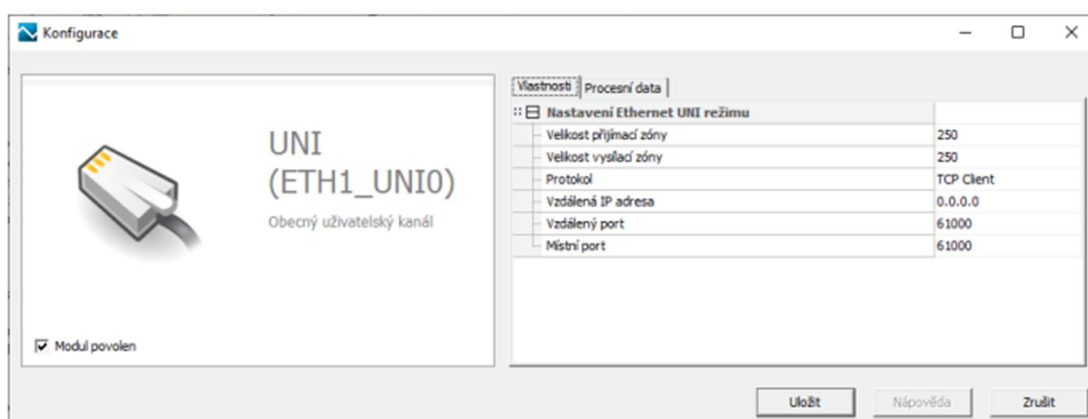 Konfigurace
UNI
(ETH1_UNI0)
Obecný uživatelský kanál
Modul povolen
Vlastnosti Procesní data
Nastavení Ethernet UNI režimu
Velikost přijímací zóny 250
Velikost vysílací zóny 250
Protokol TCP Client
Vzdálená IP adresa 0.0.0.0
Vzdálený port 61000
Místní port 61000
Uložit Nápověda Zrušit